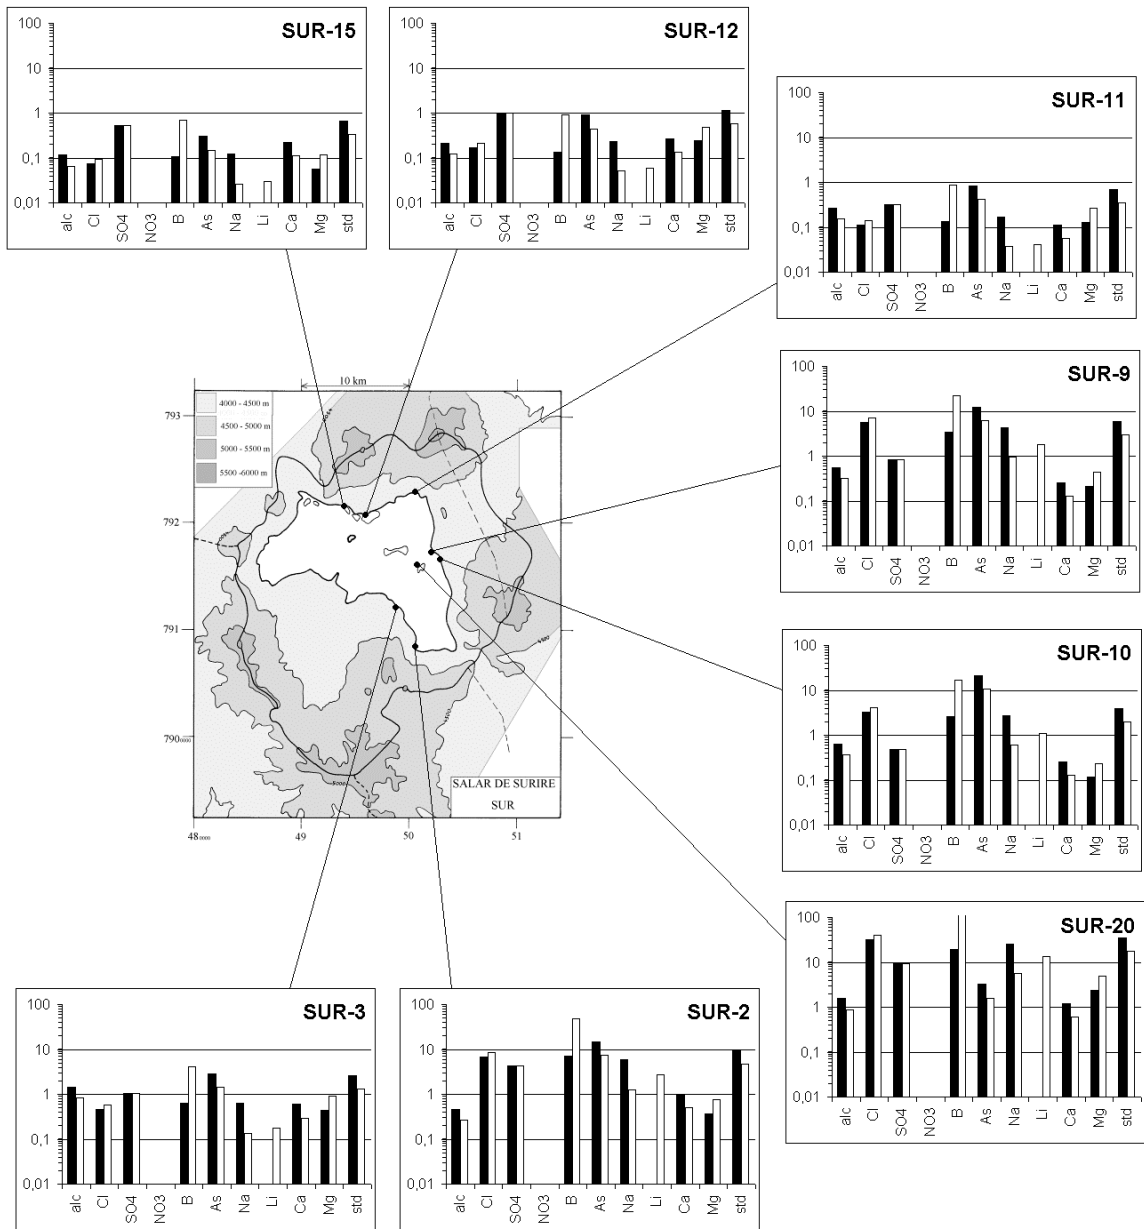 SUR-15
100
10
1
0,1
0,01
alc
Cl
SO4
NO3
B
As
Na
Li
Ca
Mg
std
SUR-12
100
10
1
0,1
0,01
alc
Cl
SO4
NO3
B
As
Na
Li
Ca
Mg
std
SUR-11
100
10
1
0,1
0,01
alc
Cl
SO4
NO3
B
As
Na
Li
Ca
Mg
std
SUR-9
100
10
1
0,1
0,01
alc
Cl
SO4
NO3
B
As
Na
Li
Ca
Mg
std
10 km
4000 - 4500 m
4500 - 5000 m
5000 - 5500 m
5500 -6000 m
793
792
791
790
SALAR DE SURIRE
SUR
48
49
50
51
SUR-10
100
10
1
0,1
0,01
alc
Cl
SO4
NO3
B
As
Na
Li
Ca
Mg
std
SUR-20
100
10
1
0,1
0,01
alc
Cl
SO4
NO3
B
As
Na
Li
Ca
Mg
std
SUR-3
100
10
1
0,1
0,01
alc
Cl
SO4
NO3
B
As
Na
Li
Ca
Mg
std
SUR-2
100
10
1
0,1
0,01
alc
Cl
SO4
NO3
B
As
Na
Li
Ca
Mg
std